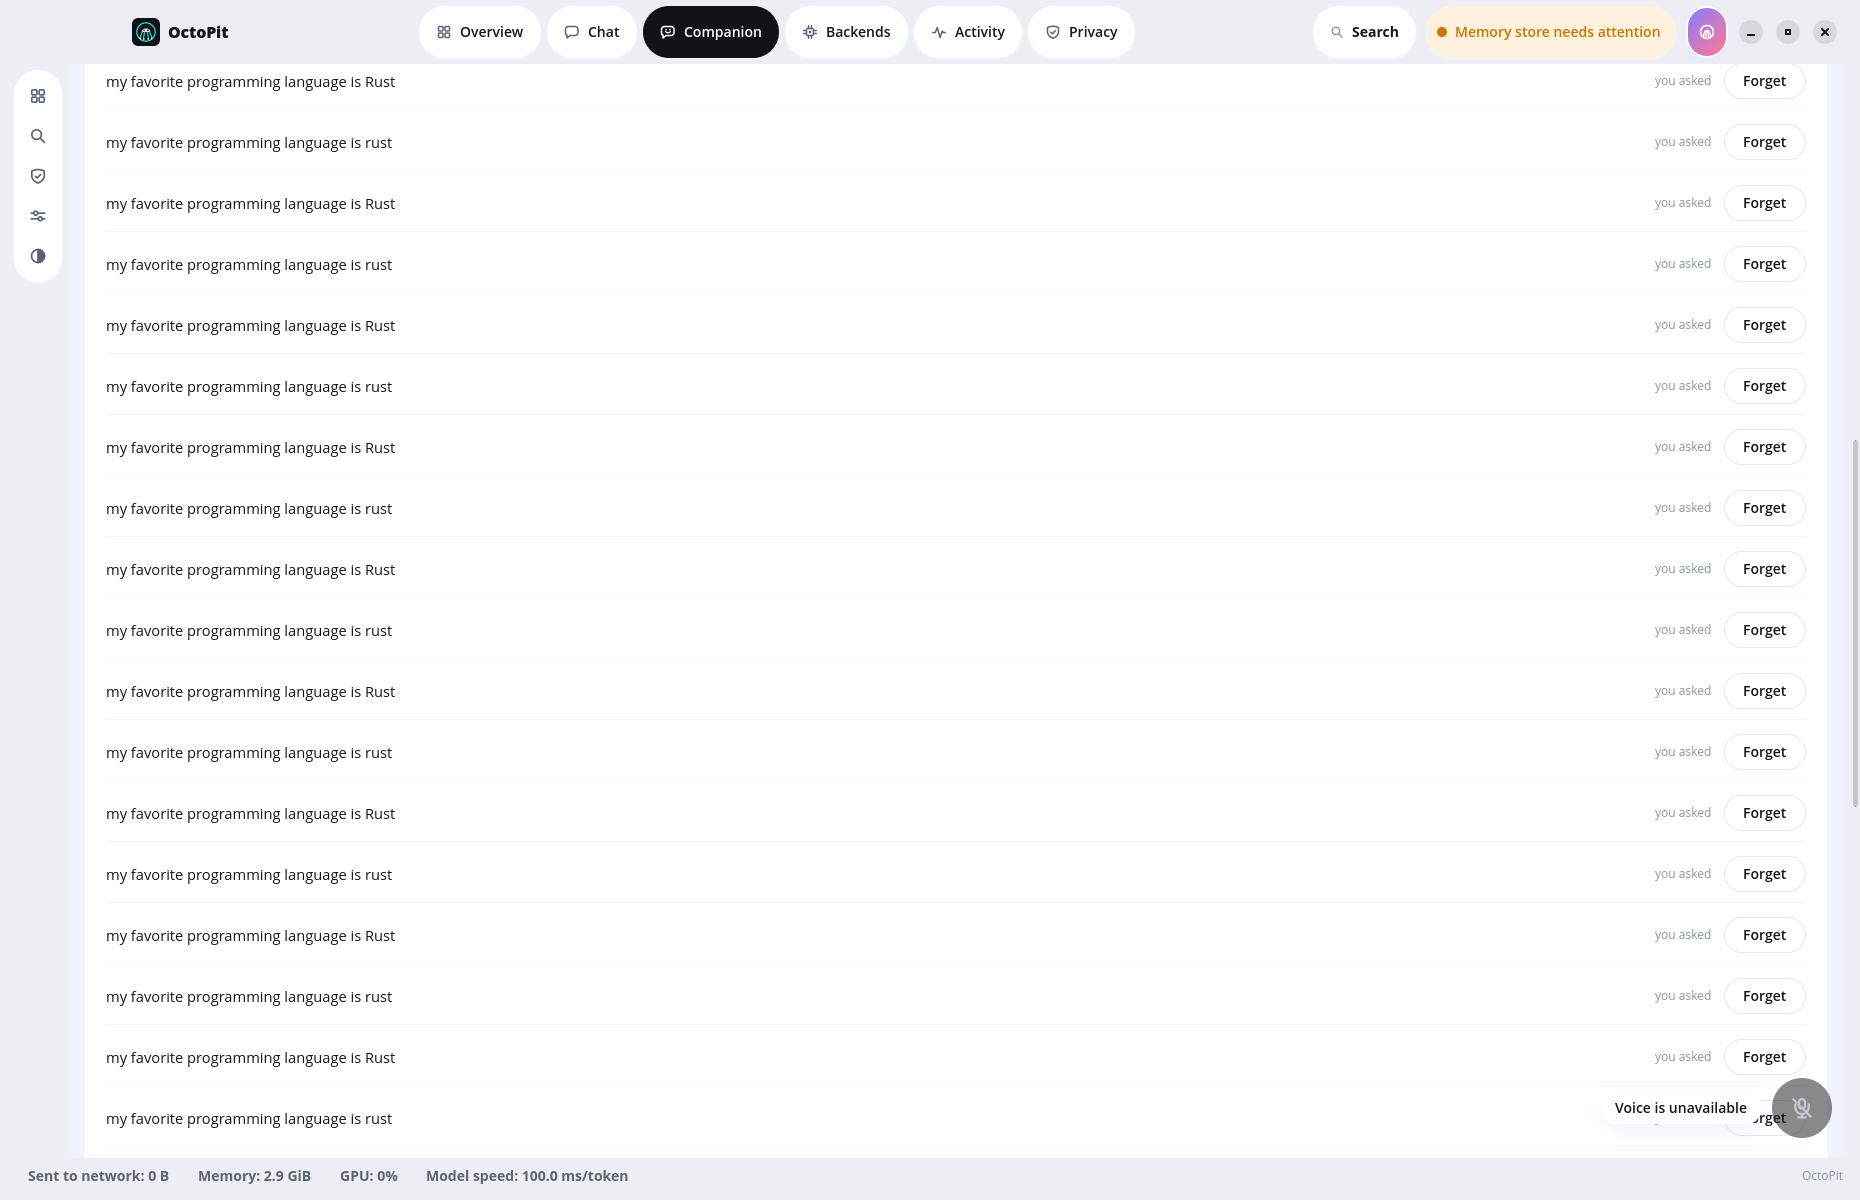 OctoPit
Overview
Chat
Companion
Backends
Activity
Privacy
Search
Memory store needs attention
my favorite programming language is Rust you asked Forget
my favorite programming language is rust you asked Forget
my favorite programming language is Rust you asked Forget
my favorite programming language is rust you asked Forget
my favorite programming language is Rust you asked Forget
my favorite programming language is rust you asked Forget
my favorite programming language is Rust you asked Forget
my favorite programming language is rust you asked Forget
my favorite programming language is Rust you asked Forget
my favorite programming language is rust you asked Forget
my favorite programming language is Rust you asked Forget
my favorite programming language is rust you asked Forget
my favorite programming language is Rust you asked Forget
my favorite programming language is rust you asked Forget
my favorite programming language is Rust you asked Forget
my favorite programming language is rust you asked Forget
my favorite programming language is Rust you asked Forget
my favorite programming language is rust
Voice is unavailable
Sent to network: 0 B
Memory: 2.9 GiB
GPU: 0%
Model speed: 100.0 ms/token
OctoPit